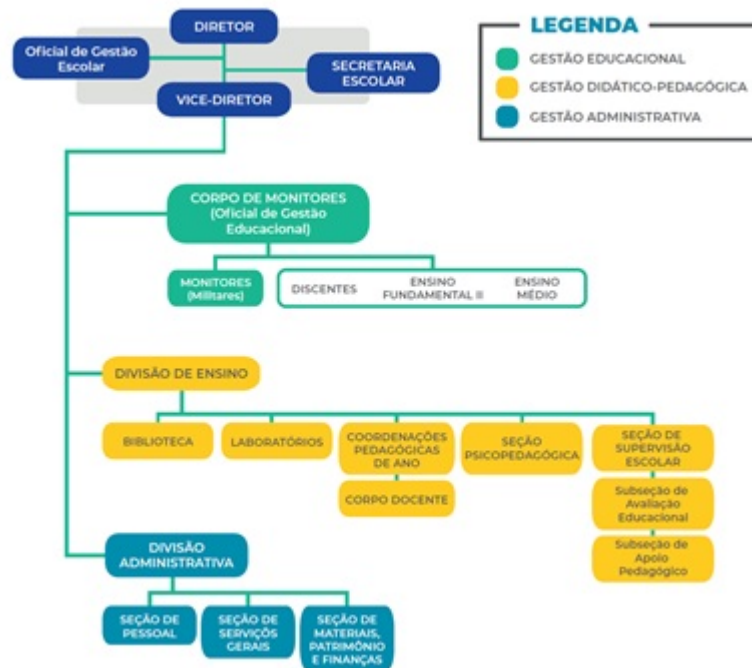 DIRETOR
Oficial de Gestão
Escolar
SECRETARIA
ESCOLAR
VICE-DIRETOR
LEGENDA
GESTÃO EDUCACIONAL
GESTÃO DIDÁTICO-PEDAGÓGICA
GESTÃO ADMINISTRATIVA
CORPO DE MONITORES
(Oficial de Gestão
Educacional)
MONITORES
(Militares)
DISCENTES
ENSINO
FUNDAMENTAL II
ENSINO
MÉDIO
DIVISÃO DE ENSINO
BIBLIOTECA
LABORATÓRIOS
COORDENAÇÕES
PEDAGÓGICAS
DE ANO
CORPO DOCENTE
SEÇÃO
PSICOPEDAGÓGICA
SEÇÃO DE
SUPERVISÃO
ESCOLAR
Subseção de
Avaliação
Educacional
Subseção de
Apoio
Pedagógico
DIVISÃO
ADMINISTRATIVA
SEÇÃO DE
PESSOAL
SEÇÃO DE
SERVIÇÕS
GERAIS
SEÇÃO DE
MATERIAIS,
PATRIMÔNIO
E FINANÇAS